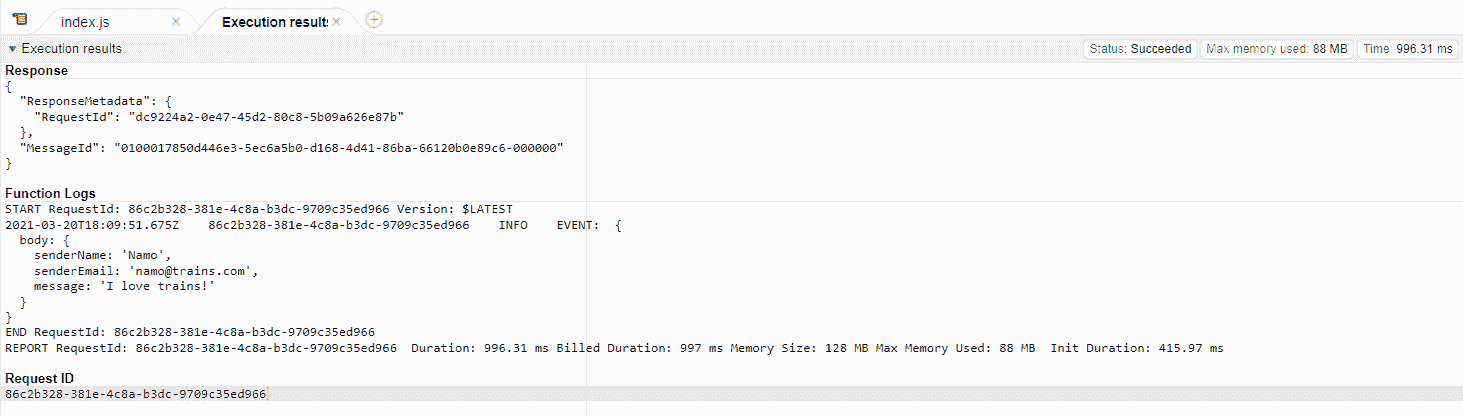 index.js
Execution results
Execution results
Status: Succeeded
Max memory used: 88 MB
Time: 996.31 ms
Response
{
  "ResponseMetadata": {
    "RequestId": "dc9224a2-0e47-45d2-80c8-5b09a626e87b"
  },
  "MessageId": "0100017850d446e3-5ec6a5b0-d168-4d41-86ba-66120b0e89c6-000000"
}
Function Logs
START RequestId: 86c2b328-381e-4c8a-b3dc-9709c35ed966 Version: $LATEST
2021-03-20T18:09:51.675Z    86c2b328-381e-4c8a-b3dc-9709c35ed966    INFO    EVENT:  {
  body: {
    senderName: 'Namo',
    senderEmail: 'namo@trains.com',
    message: 'I love trains!'
  }
}
END RequestId: 86c2b328-381e-4c8a-b3dc-9709c35ed966
REPORT RequestId: 86c2b328-381e-4c8a-b3dc-9709c35ed966  Duration: 996.31 ms Billed Duration: 997 ms Memory Size: 128 MB Max Memory Used: 88 MB  Init Duration: 415.97 ms
Request ID
86c2b328-381e-4c8a-b3dc-9709c35ed966